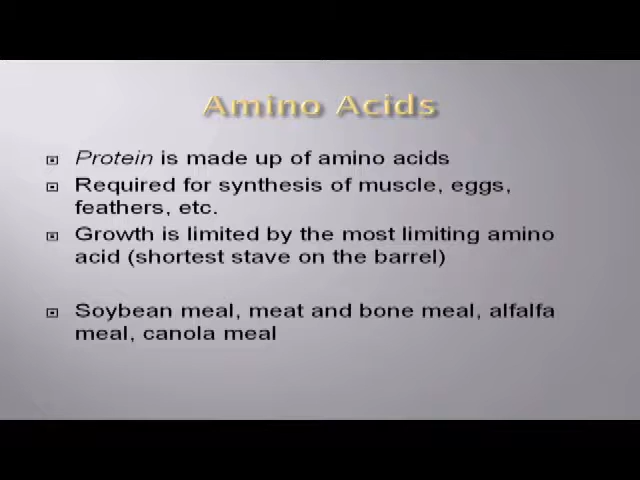 Amino Acids
Protein is made up of amino acids
Required for synthesis of muscle, eggs,
feathers, etc.
Growth is limited by the most limiting amino
acid (shortest stave on the barrel)
Soybean meal, meat and bone meal, alfalfa
meal, canola meal